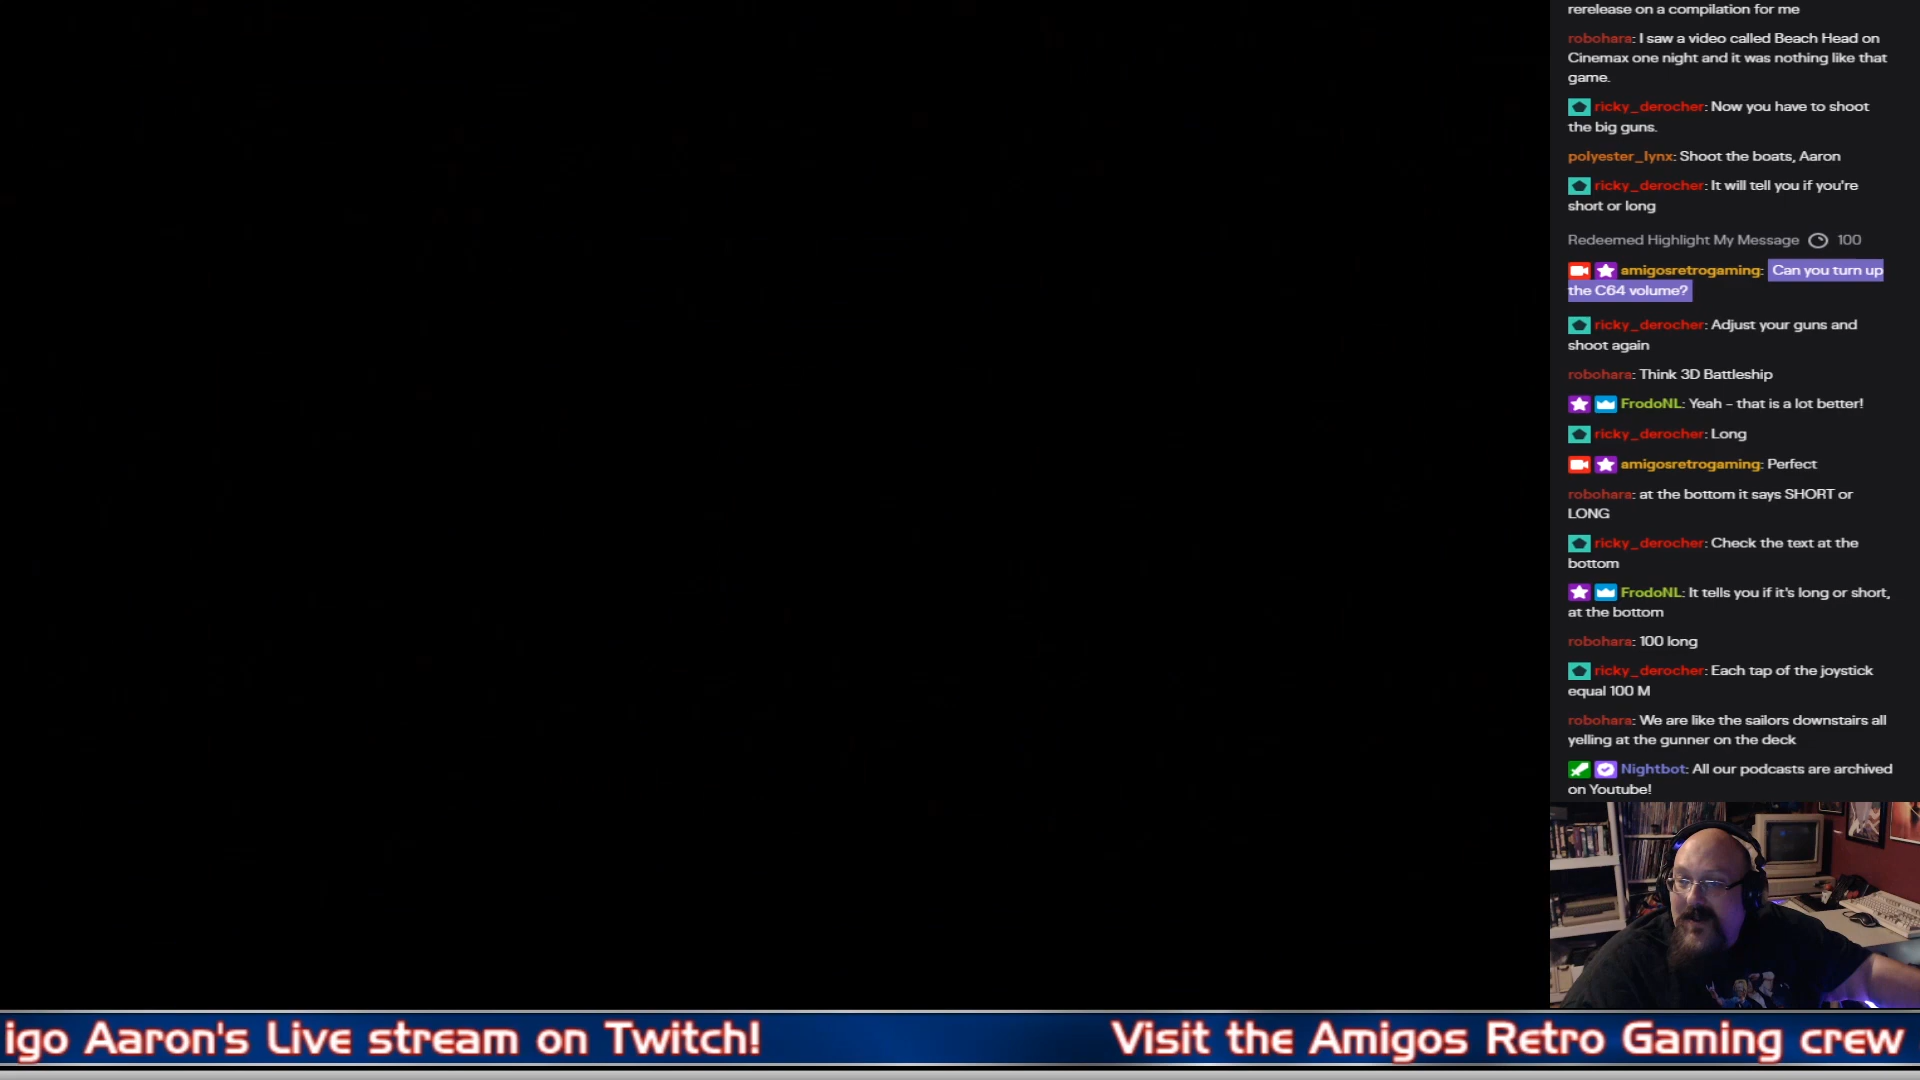 rerelease on a compilation for me
robohara: I saw a video called Beach Head on
Cinemax one night and it was nothing like that
game.
ricky_derocher: Now you have to shoot
the big guns.
polyester_lynx: Shoot the boats, Aaron
ricky_derocher: It will tell you if you're
short or long
Redeemed Highlight My Message 100
amigosretrogaming: Can you turn up
the C64 volume?
ricky_derocher: Adjust your guns and
shoot again
robohara: Think 3D Battleship
FrodoNL: Yeah - that is a lot better!
ricky_derocher: Long
amigosretrogaming: Perfect
robohara: at the bottom it says SHORT or
LONG
ricky_derocher: Check the text at the
bottom
FrodoNL: It tells you if it's long or short,
at the bottom
robohara: 100 long
ricky_derocher: Each tap of the joystick
equal 100 M
robohara: We are like the sailors downstairs all
yelling at the gunner on the deck
Nightbot: All our podcasts are archived
on Youtube!
igo Aaron's Live stream on Twitch! Visit the Amigos Retro Gaming crew